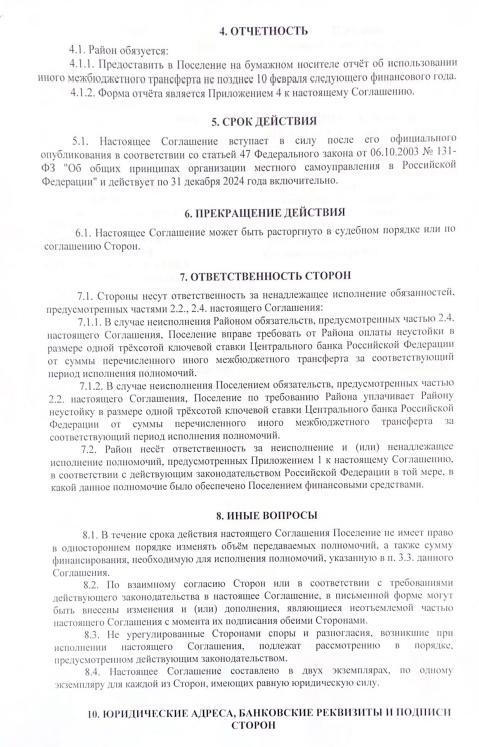 4. ОТЧЕТНОСТЬ
4.1. Район обязуется:
4.1.1. Предоставить в Поселение на бумажном носителе отчёт об использовании
иного межбюджетного трансферта не позднее 10 февраля следующего финансового года.
4.1.2. Форма отчёта является Приложением 4 к настоящему Соглашению.
5. СРОК ДЕЙСТВИЯ
5.1. Настоящее Соглашение вступает в силу после его официального
опубликования в соответствии со статьей 47 Федерального закона от 06.10.2003 № 131-
ФЗ "Об общих принципах организации местного самоуправления в Российской
Федерации" и действует по 31 декабря 2024 года включительно.
6. ПРЕКРАЩЕНИЕ ДЕЙСТВИЯ
6.1. Настоящее Соглашение может быть расторгнуто в судебном порядке или по
соглашению Сторон.
7. ОТВЕТСТВЕННОСТЬ СТОРОН
7.1. Стороны несут ответственность за ненадлежащее исполнение обязанностей,
предусмотренных частями 2.2., 2.4. настоящего Соглашения:
7.1.1. В случае неисполнения Районом обязательств, предусмотренных частью 2.4.
настоящего Соглашения, Поселение вправе требовать от Района оплаты неустойки в
размере одной трёхсотой ключевой ставки Центрального банка Российской Федерации
от суммы перечисленного иного межбюджетного трансферта за соответствующий
период исполнения полномочий.
7.1.2. В случае неисполнения Поселением обязательств, предусмотренных частью
2.2. настоящего Соглашения, Поселение по требованию Района уплачивает Району
неустойку в размере одной трёхсотой ключевой ставки Центрального банка Российской
Федерации от суммы перечисленного иного межбюджетного трансферта за
соответствующий период исполнения полномочий.
7.2. Район несёт ответственность за неисполнение и (или) ненадлежащее
исполнение полномочий, предусмотренных Приложением 1 к настоящему Соглашению,
в соответствии с действующим законодательством Российской Федерации в той мере, в
какой данное полномочие было обеспечено Поселением финансовыми средствами.
8. ИНЫЕ ВОПРОСЫ
8.1. В течение срока действия настоящего Соглашения Поселение не имеет право
в одностороннем порядке изменять объём передаваемых полномочий, а также сумму
финансирования, необходимую для исполнения полномочий, указанную в п. 3.3. данного
Соглашения.
8.2. По взаимному согласию Сторон или в соответствии с требованиями
действующего законодательства в настоящее Соглашение, в письменной форме могут
быть внесены изменения и (или) дополнения, являющиеся неотъемлемой частью
настоящего Соглашения с момента их подписания обеими Сторонами.
8.3. Не урегулированные Сторонами споры и разногласия, возникшие при
исполнении настоящего Соглашения, подлежат рассмотрению в порядке,
предусмотренном действующим законодательством.
8.4. Настоящее Соглашение составлено в двух экземплярах, по одному
экземпляру для каждой из Сторон, имеющих равную юридическую силу.
10. ЮРИДИЧЕСКИЕ АДРЕСА, БАНКОВСКИЕ РЕКВИЗИТЫ И ПОДПИСИ
СТОРОН